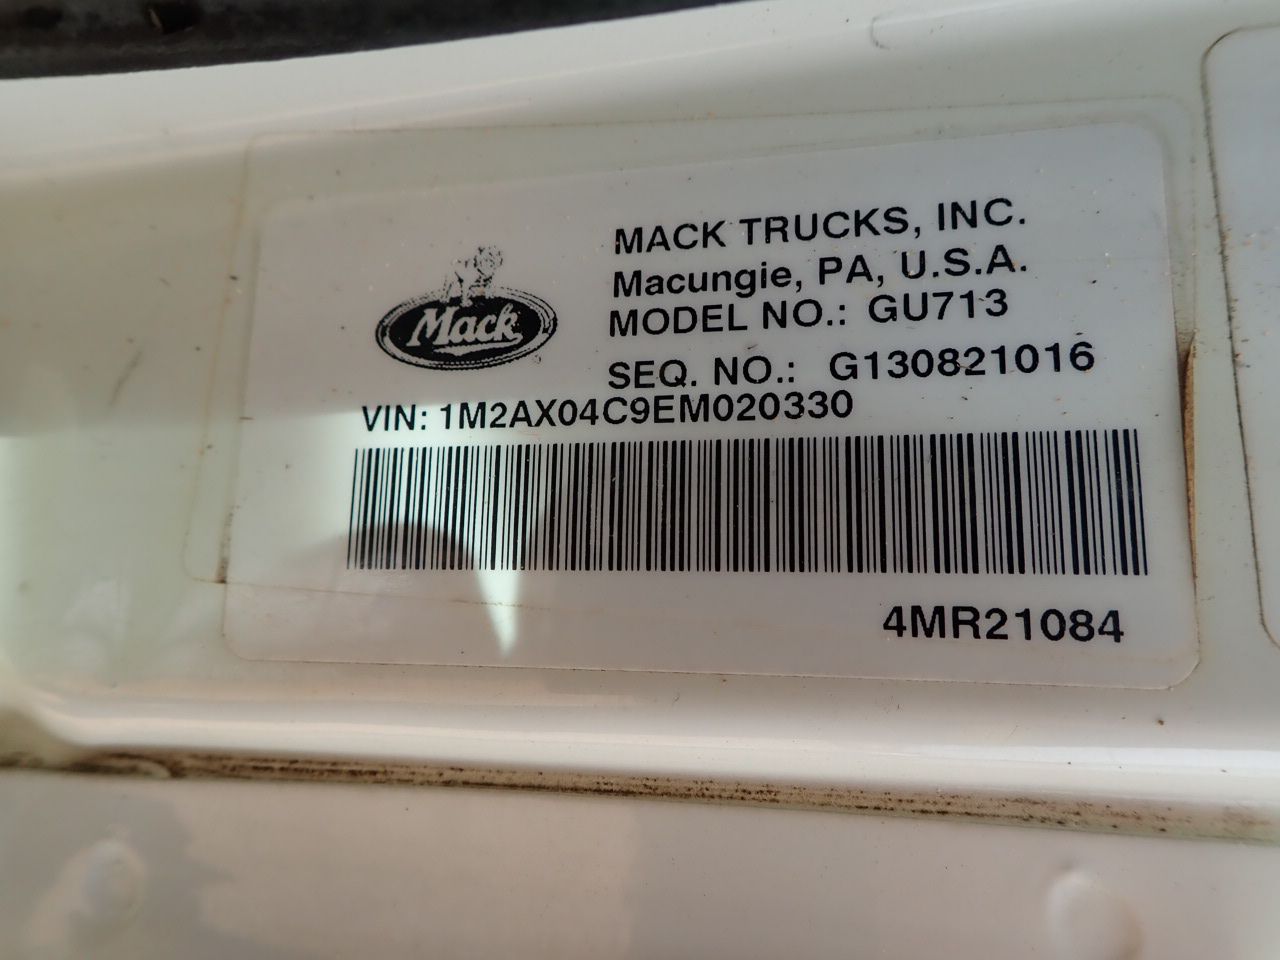 MACK TRUCKS, INC.
Macungie, PA, U.S.A.
Mack
MODEL NO.: GU713
SEQ. NO.: G130821016
VIN: 1M2AX04C9EM020330
4MR21084